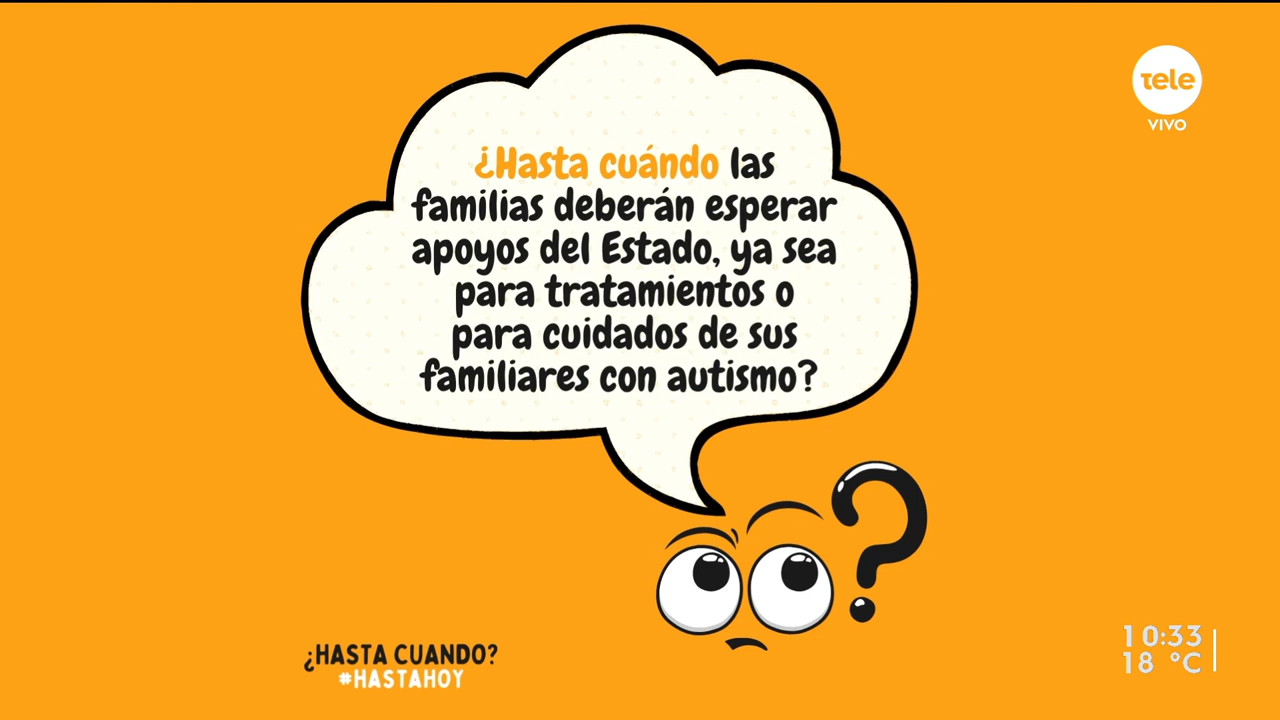 ¿Hasta cuándo las
familias deberán esperar
apoyos del Estado, ya sea
para tratamientos o
para cuidados de sus
familiares con autismo?
tele
VIVO
?
¿HASTA CUANDO?
#HASTAHOY
10:33
18 °C